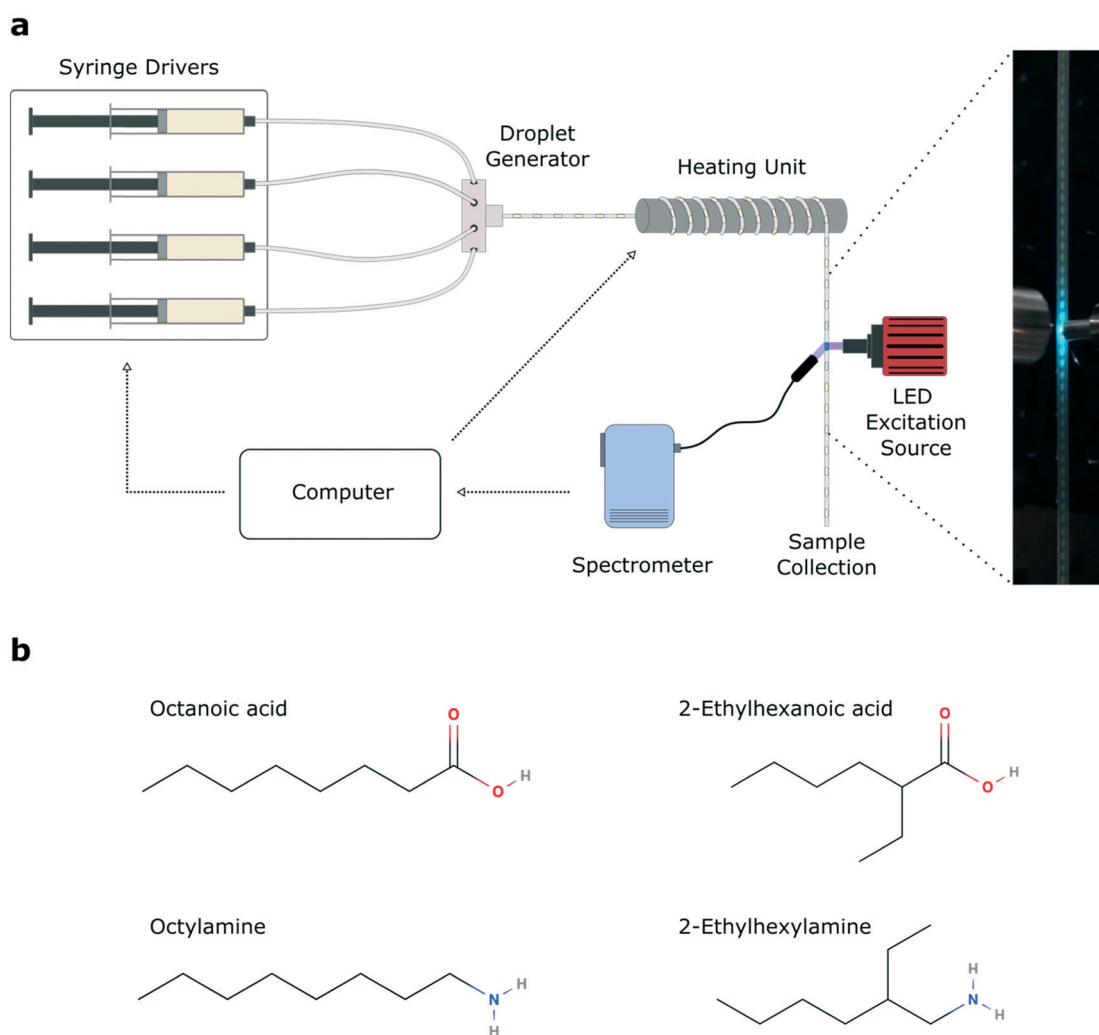 a
Syringe Drivers
Droplet
Generator
Heating Unit
LED
Excitation
Source
Computer
Spectrometer
Sample
Collection
b
Octanoic acid
O
O
H
2-Ethylhexanoic acid
O
O
H
Octylamine
N
H
H
2-Ethylhexylamine
H
N
H